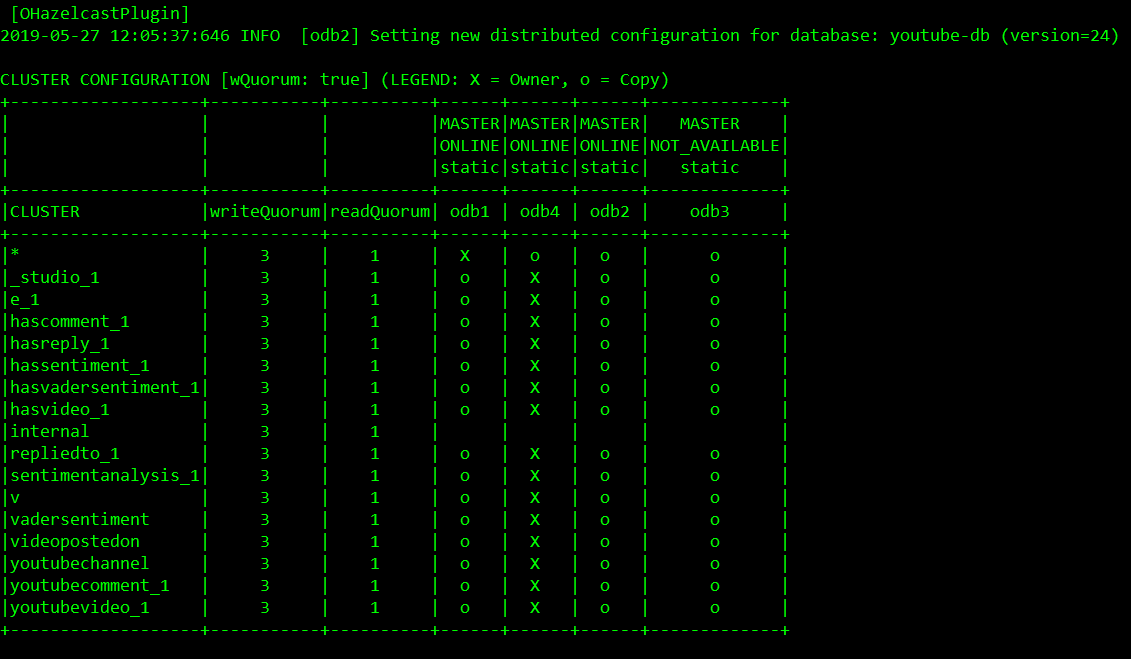 [OHazelcastPlugin]
2019-05-27 12:05:37:646 INFO  [odb2] Setting new distributed configuration for database: youtube-db (version=24)
CLUSTER CONFIGURATION [wQuorum: true] (LEGEND: X = Owner, o = Copy)
+-------------------+-----------+----------+------+------+------+-------------+
|                   |           |          |MASTER|MASTER|MASTER|   MASTER    |
|                   |           |          |ONLINE|ONLINE|ONLINE|NOT_AVAILABLE|
|                   |           |          |static|static|static|   static    |
+-------------------+-----------+----------+------+------+------+-------------+
|CLUSTER            |writeQuorum|readQuorum| odb1 | odb4 | odb2 |    odb3     |
+-------------------+-----------+----------+------+------+------+-------------+
|*                  |     3     |    1     |  X   |  o   |  o   |      o      |
|_studio_1          |     3     |    1     |  o   |  X   |  o   |      o      |
|e_1                |     3     |    1     |  o   |  X   |  o   |      o      |
|hascomment_1       |     3     |    1     |  o   |  X   |  o   |      o      |
|hasreply_1         |     3     |    1     |  o   |  X   |  o   |      o      |
|hassentiment_1     |     3     |    1     |  o   |  X   |  o   |      o      |
|hasvadersentiment_1|     3     |    1     |  o   |  X   |  o   |      o      |
|hasvideo_1         |     3     |    1     |  o   |  X   |  o   |      o      |
|internal           |     3     |    1     |      |      |      |             |
|repliedto_1        |     3     |    1     |  o   |  X   |  o   |      o      |
|sentimentanalysis_1|     3     |    1     |  o   |  X   |  o   |      o      |
|v                  |     3     |    1     |  o   |  X   |  o   |      o      |
|vadersentiment     |     3     |    1     |  o   |  X   |  o   |      o      |
|videopostedon      |     3     |    1     |  o   |  X   |  o   |      o      |
|youtubechannel     |     3     |    1     |  o   |  X   |  o   |      o      |
|youtubecomment_1   |     3     |    1     |  o   |  X   |  o   |      o      |
|youtubevideo_1     |     3     |    1     |  o   |  X   |  o   |      o      |
+-------------------+-----------+----------+------+------+------+-------------+